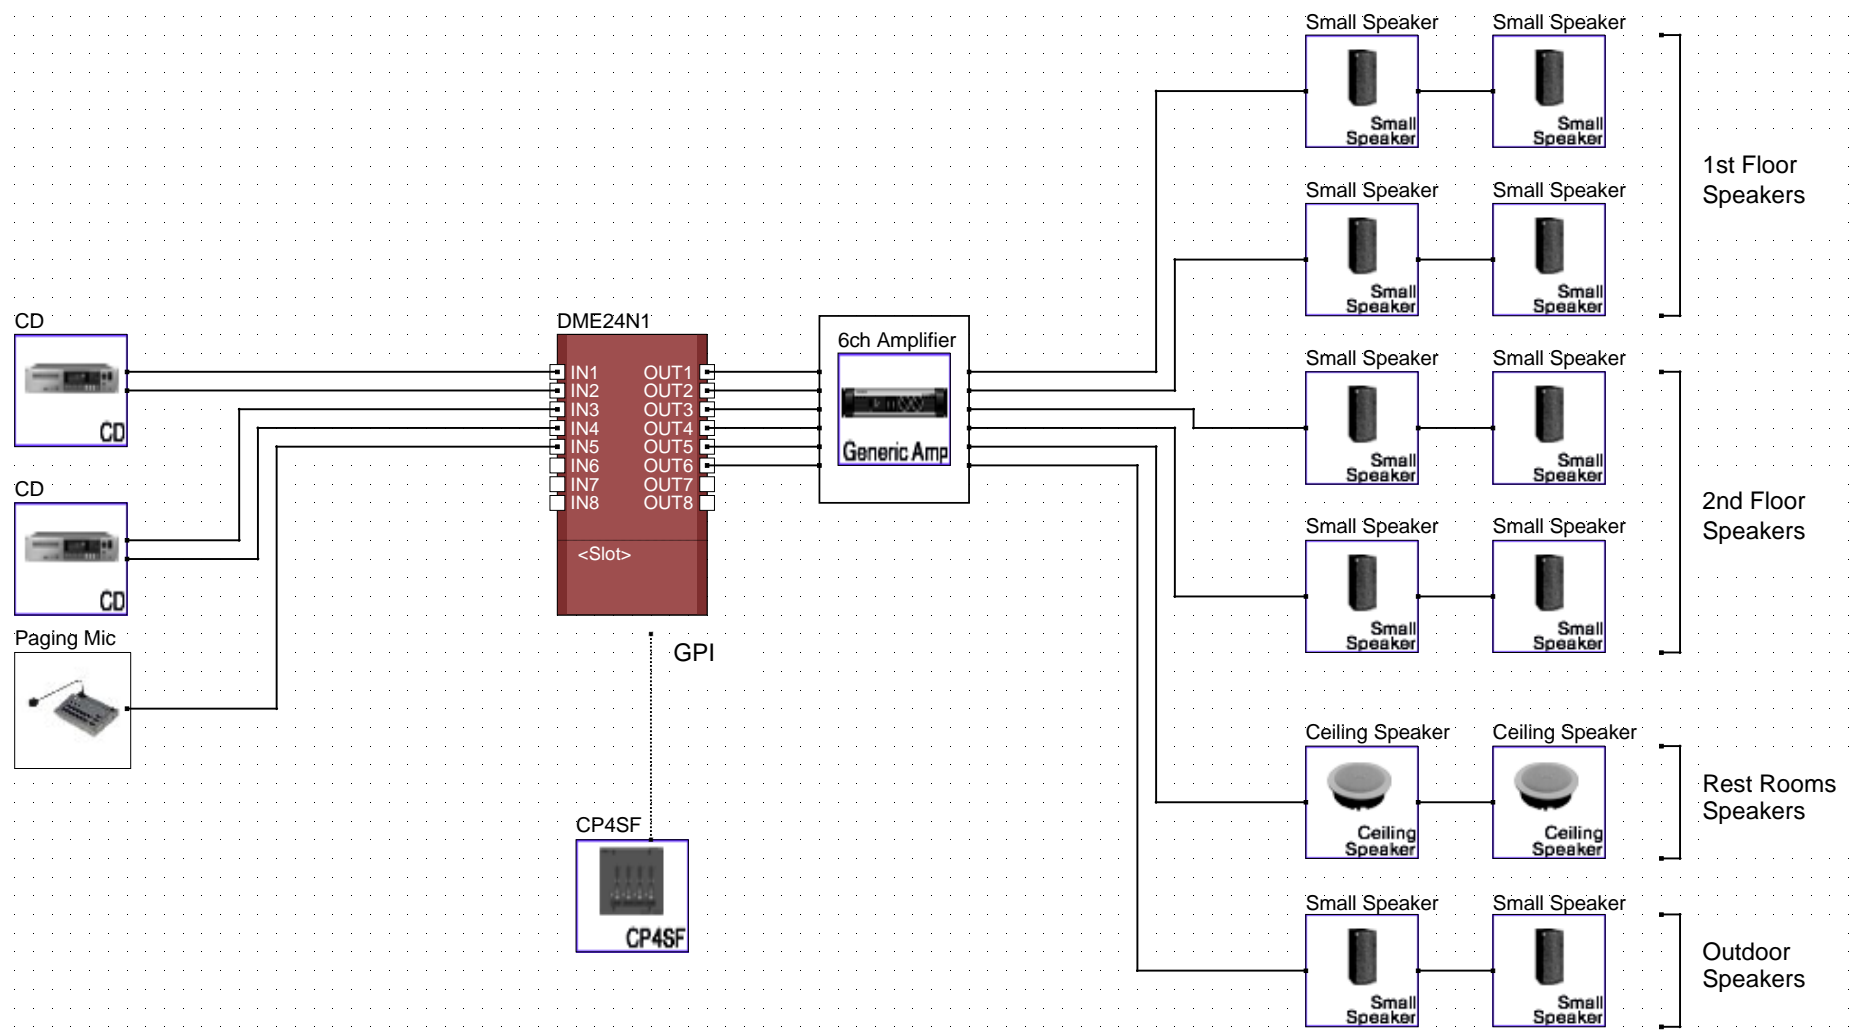 CD
CD
CD
CD
Paging Mic
DME24N1
IN1 OUT1
IN2 OUT2
IN3 OUT3
IN4 OUT4
IN5 OUT5
IN6 OUT6
IN7 OUT7
IN8 OUT8
<Slot>
GPI
CP4SF
CP4SF
6ch Amplifier
Generic Amp
Small Speaker Small Speaker
Small Small
Speaker Speaker
Small Speaker Small Speaker
Small Small
Speaker Speaker
1st Floor
Speakers
Small Speaker Small Speaker
Small Small
Speaker Speaker
Small Speaker Small Speaker
Small Small
Speaker Speaker
2nd Floor
Speakers
Ceiling Speaker Ceiling Speaker
Ceiling Ceiling
Speaker Speaker
Rest Rooms
Speakers
Small Speaker Small Speaker
Small Small
Speaker Speaker
Outdoor
Speakers